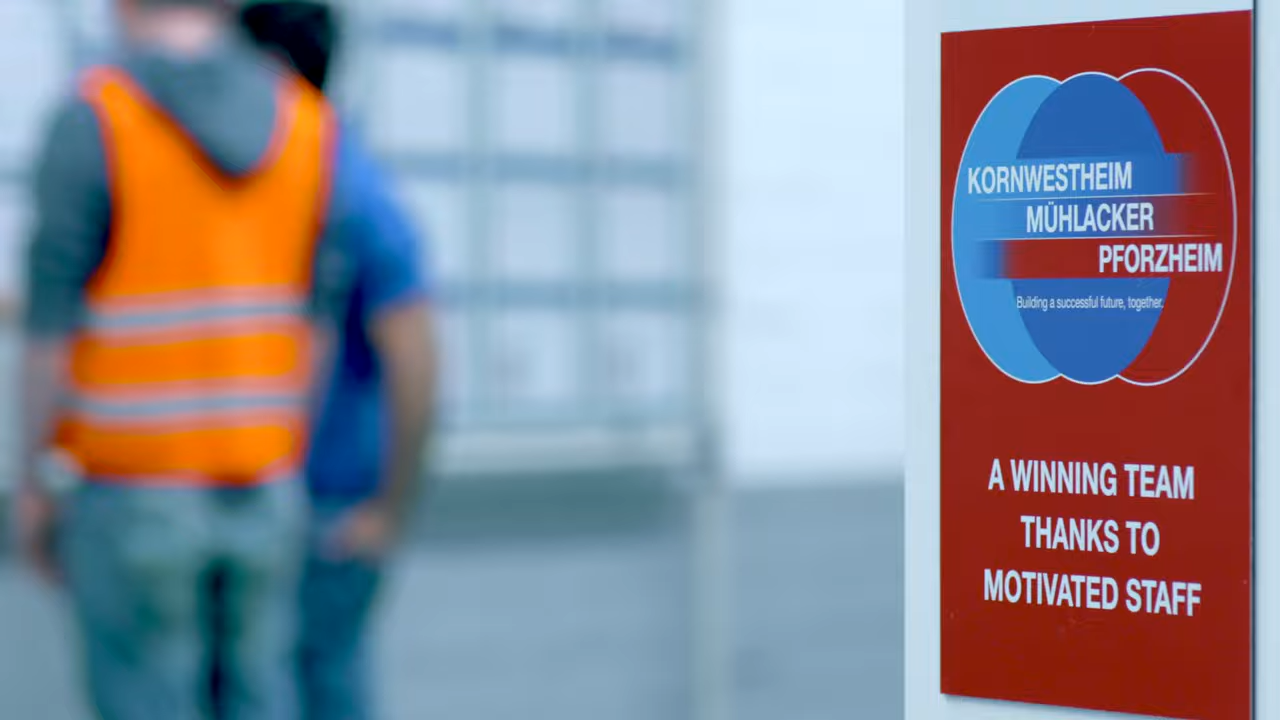 KORNWESTHEIM
MÜHLACKER
PFORZHEIM
Building a successful future, together.
A WINNING TEAM
THANKS TO
MOTIVATED STAFF